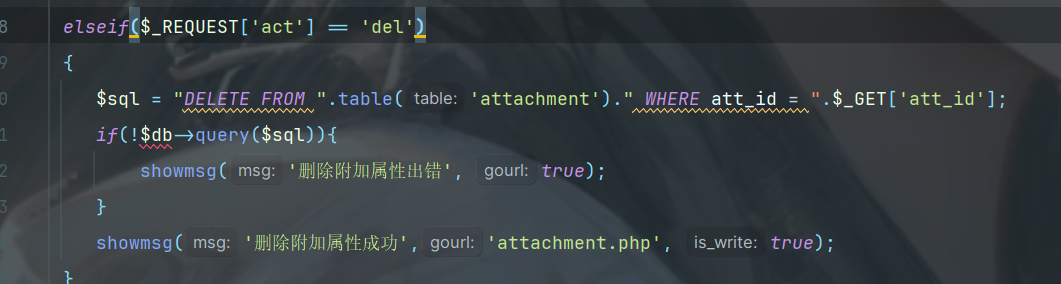 8 elseif($_REQUEST['act'] == 'del')
9 {
0 $sql = "DELETE FROM ".table( table: 'attachment')." WHERE att_id = ".$_GET['att_id'];
1 if(!$db->query($sql)){
2 showmsg( msg: '删除附加属性出错', gourl: true);
3 }
showmsg( msg: '删除附加属性成功', gourl: 'attachment.php', is_write: true);
}